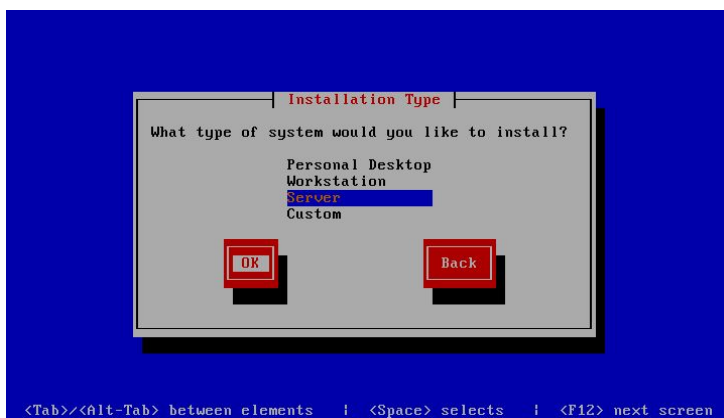 Installation Type
What type of system would you like to install?
Personal Desktop
Workstation
Server
Custom
OK Back
<Tab>/<Alt-Tab> between elements | <Space> selects | <F12> next screen